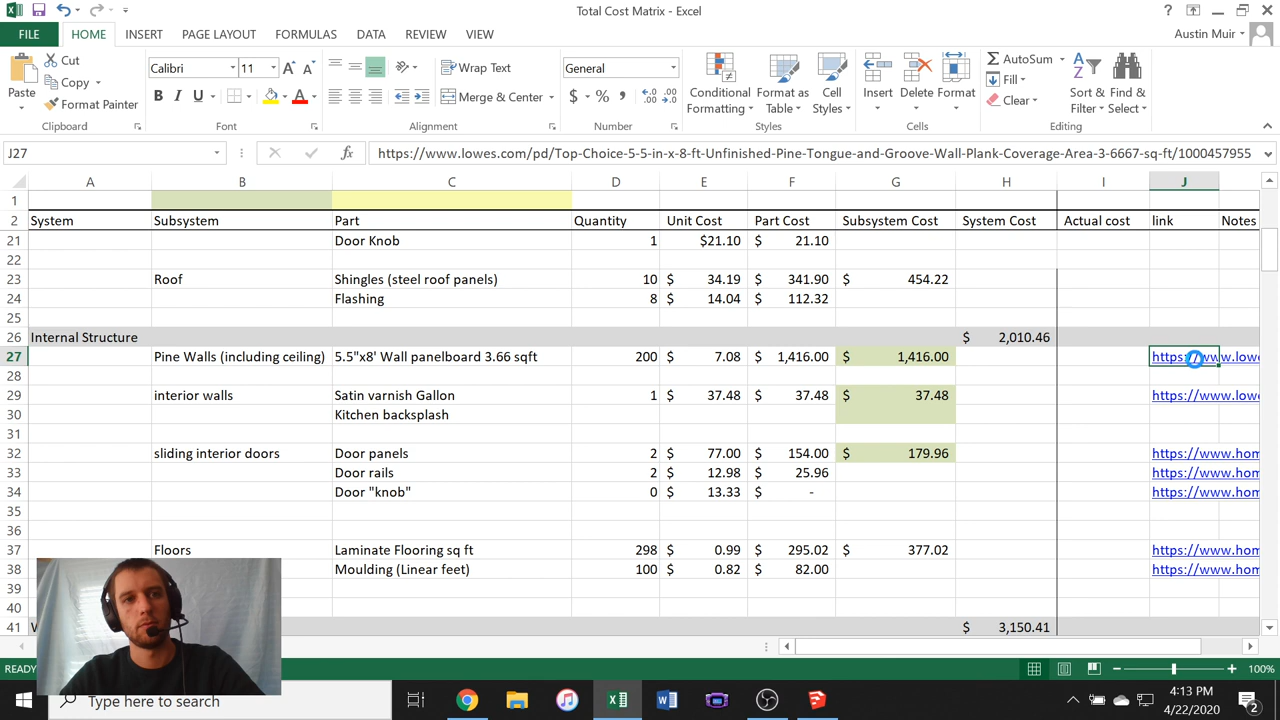 Total Cost Matrix - Excel
?
FILE HOME INSERT PAGE LAYOUT FORMULAS DATA REVIEW VIEW Austin Muir
Paste Cut Copy Format Painter Clipboard
Calibri 11 A A B I U A Font
Wrap Text Merge & Center Alignment
General $ % , .00 .0 Number
Conditional Formatting Format as Table Cell Styles Styles
Insert Delete Format Cells
AutoSum Fill Clear Sort & Filter Find & Select Editing
J27 fx https://www.lowes.com/pd/Top-Choice-5-5-in-x-8-ft-Unfinished-Pine-Tongue-and-Groove-Wall-Plank-Coverage-Area-3-6667-sq-ft/1000457955
A B C D E F G H I J
1
2 System Subsystem Part Quantity Unit Cost Part Cost Subsystem Cost System Cost Actual cost link Notes
21 Door Knob 1 $21.10 $ 21.10
22
23 Roof Shingles (steel roof panels) 10 $ 34.19 $ 341.90 $ 454.22
24 Flashing 8 $ 14.04 $ 112.32
25
26 Internal Structure $ 2,010.46
27 Pine Walls (including ceiling) 5.5"x8' Wall panelboard 3.66 sqft 200 $ 7.08 $ 1,416.00 $ 1,416.00 https://www.lowe
28
29 interior walls Satin varnish Gallon 1 $ 37.48 $ 37.48 $ 37.48 https://www.lowe
30 Kitchen backsplash
31
32 sliding interior doors Door panels 2 $ 77.00 $ 154.00 $ 179.96 https://www.hom
33 Door rails 2 $ 12.98 $ 25.96 https://www.hom
34 Door "knob" 0 $ 13.33 $ - https://www.hom
35
36
37 Floors Laminate Flooring sq ft 298 $ 0.99 $ 295.02 $ 377.02 https://www.hom
38 Moulding (Linear feet) 100 $ 0.82 $ 82.00 https://www.hom
39
40
41 $ 3,150.41
READY 100%
Type here to search 4:13 PM
4/22/2020 2